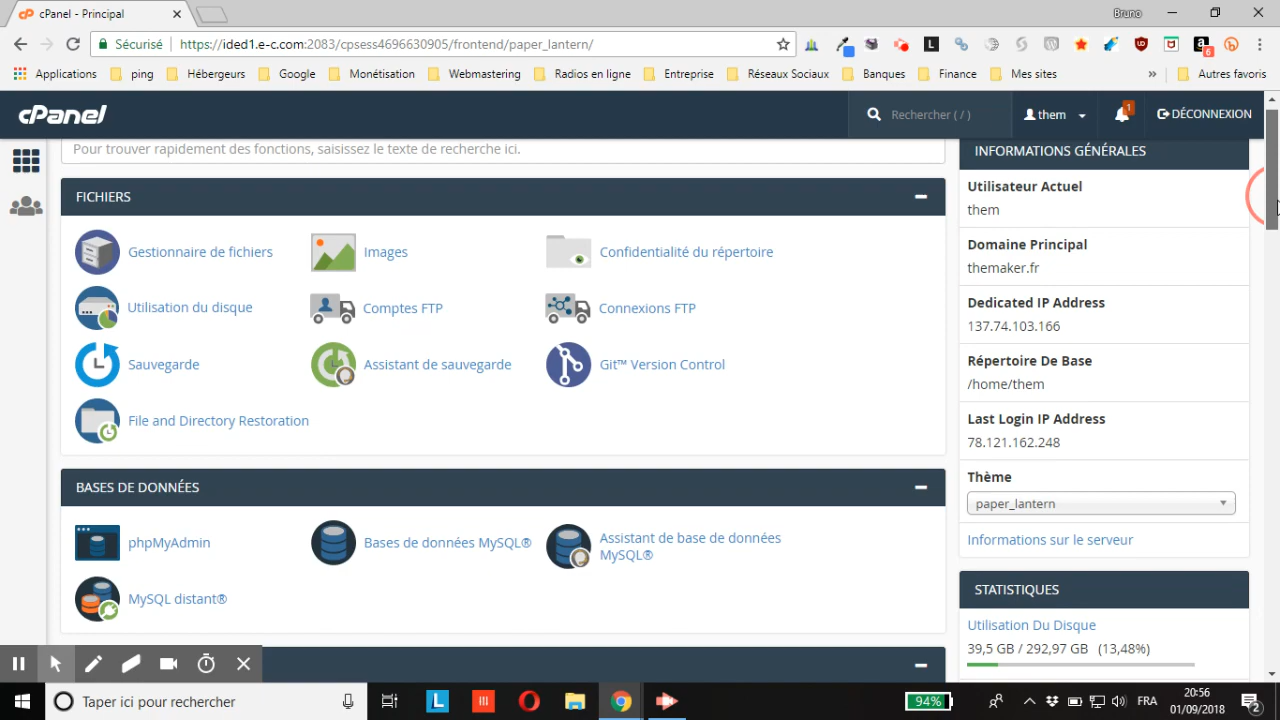 cPanel - Principal
Bruno
Sécurisé
https://ided1.e-c.com:2083/cpsess4696630905/frontend/paper_lantern/
Applications
ping
Hébergeurs
Google
Monétisation
Webmastering
Radios en ligne
Entreprise
Réseaux Sociaux
Banques
Finance
Mes sites
»
Autres favoris
cPanel
Rechercher ( / )
them
1
DÉCONNEXION
Pour trouver rapidement des fonctions, saisissez le texte de recherche ici.
FICHIERS
Gestionnaire de fichiers
Images
Confidentialité du répertoire
Utilisation du disque
Comptes FTP
Connexions FTP
Sauvegarde
Assistant de sauvegarde
Git™ Version Control
File and Directory Restoration
BASES DE DONNÉES
phpMyAdmin
Bases de données MySQL®
Assistant de base de données
MySQL®
MySQL distant®
INFORMATIONS GÉNÉRALES
Utilisateur Actuel
them
Domaine Principal
themaker.fr
Dedicated IP Address
137.74.103.166
Répertoire De Base
/home/them
Last Login IP Address
78.121.162.248
Thème
paper_lantern
Informations sur le serveur
STATISTIQUES
Utilisation Du Disque
39,5 GB / 292,97 GB (13,48%)
Taper ici pour rechercher
94%
FRA
20:56
01/09/2018
2